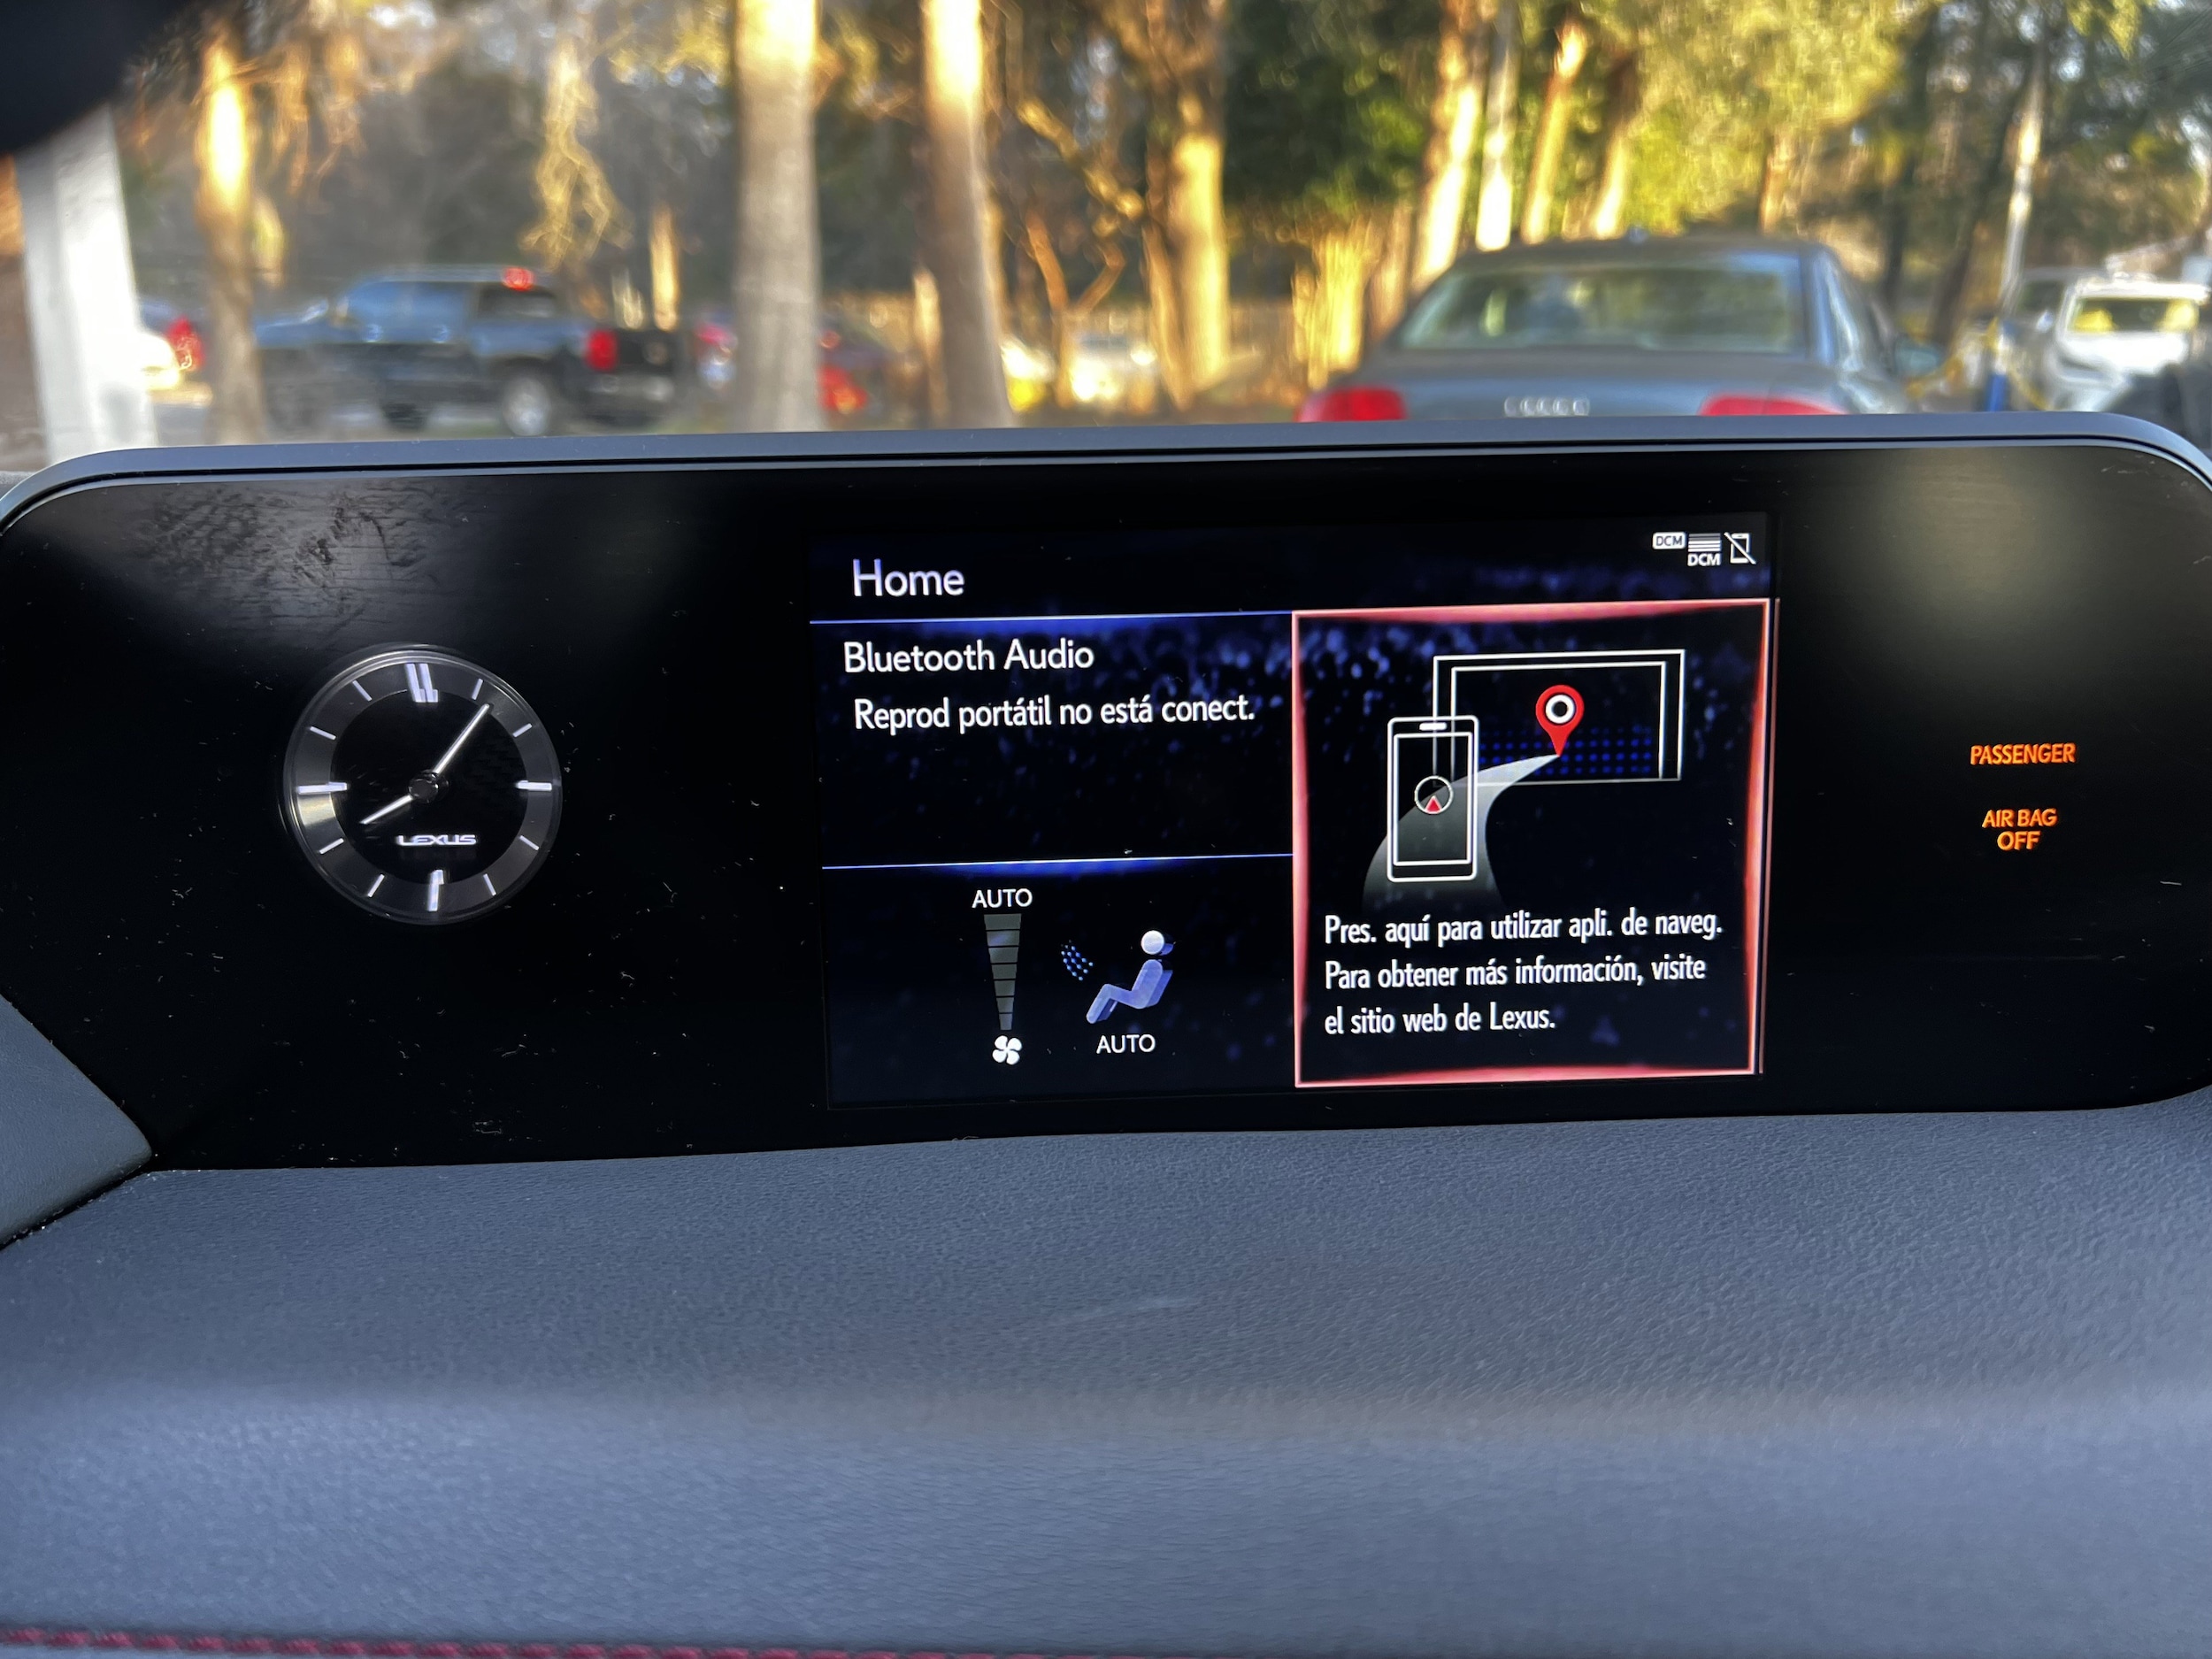 Home
DCM
DCM
Bluetooth Audio
Reprod portátil no está conect.
AUTO
AUTO
Pres. aquí para utilizar apli. de naveg.
Para obtener más información, visite
el sitio web de Lexus.
LEXUS
PASSENGER
AIR BAG
OFF